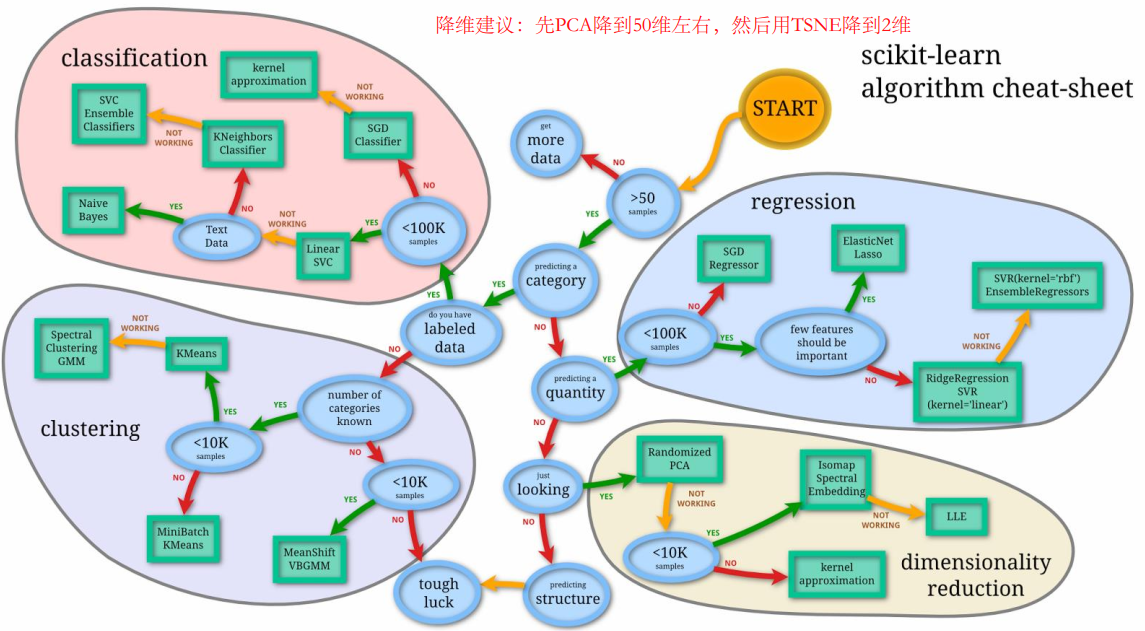 降维建议：先PCA降到50维左右，然后用TSNE降到2维
scikit-learn
algorithm cheat-sheet
START
get
more
data
NO
>50
samples
YES
predicting a
category
YES
NO
do you have
labeled
data
YES
NO
predicting a
quantity
YES
NO
just
looking
YES
NO
predicting
structure
tough
luck
classification
kernel
approximation
NOT
WORKING
SVC
Ensemble
Classifiers
NOT
WORKING
KNeighbors
Classifier
SGD
Classifier
NO
Naive
Bayes
YES
NO
Text
Data
NOT
WORKING
Linear
SVC
YES
<100K
samples
regression
SGD
Regressor
NO
ElasticNet
Lasso
YES
SVR(kernel='rbf')
EnsembleRegressors
<100K
samples
YES
few features
should be
important
NOT
WORKING
NO
RidgeRegression
SVR
(kernel='linear')
clustering
Spectral
Clustering
GMM
NOT
WORKING
KMeans
YES
<10K
samples
YES
number of
categories
known
NO
NO
MiniBatch
KMeans
<10K
samples
YES
NO
MeanShift
VBGMM
dimensionality
reduction
Randomized
PCA
NOT
WORKING
Isomap
Spectral
Embedding
YES
NOT
WORKING
LLE
<10K
samples
NO
kernel
approximation